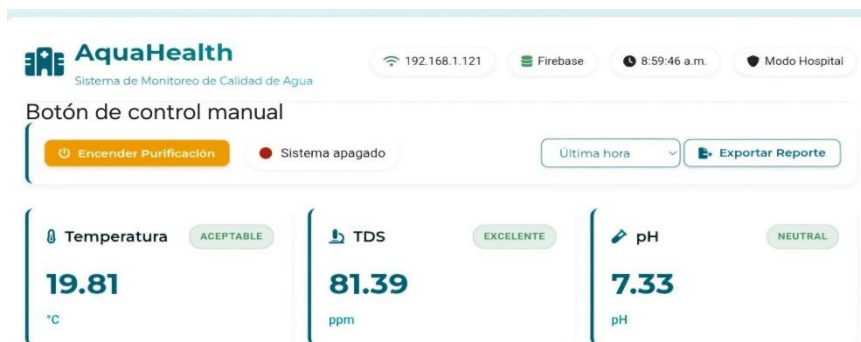 AquaHealth
Sistema de Monitoreo de Calidad de Agua
192.168.1.121
Firebase
8:59:46 a.m.
Modo Hospital
Botón de control manual
Encender Purificación
Sistema apagado
Última hora
Exportar Reporte
Temperatura
ACEPTABLE
19.81
°C
TDS
EXCELENTE
81.39
ppm
pH
NEUTRAL
7.33
pH